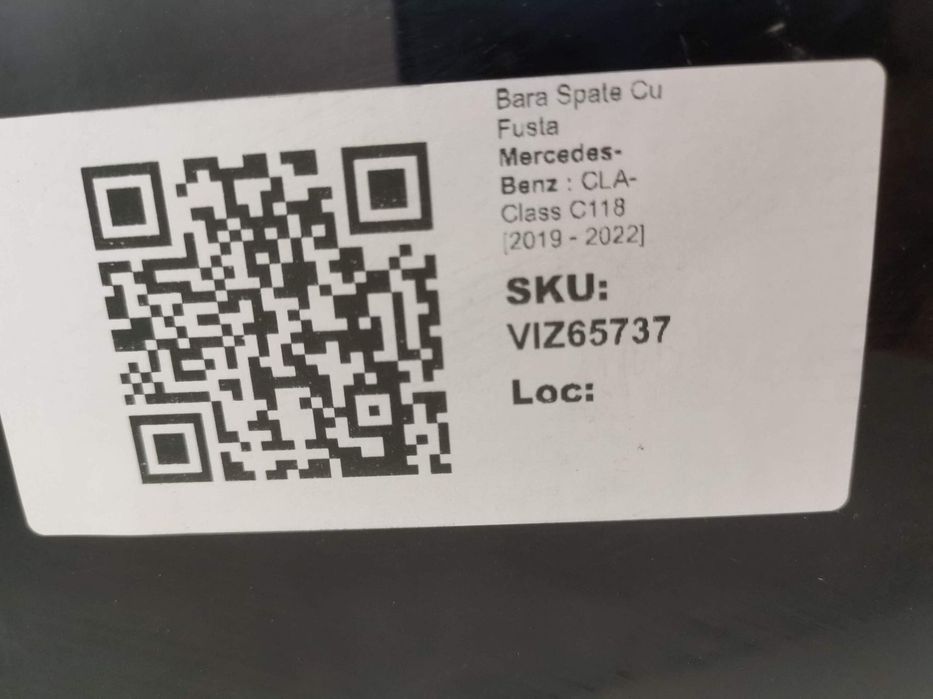 Bara Spate Cu
Fusta
Mercedes-
Benz : CLA-
Class C118
[2019 - 2022]
SKU:
VIZ65737
Loc: